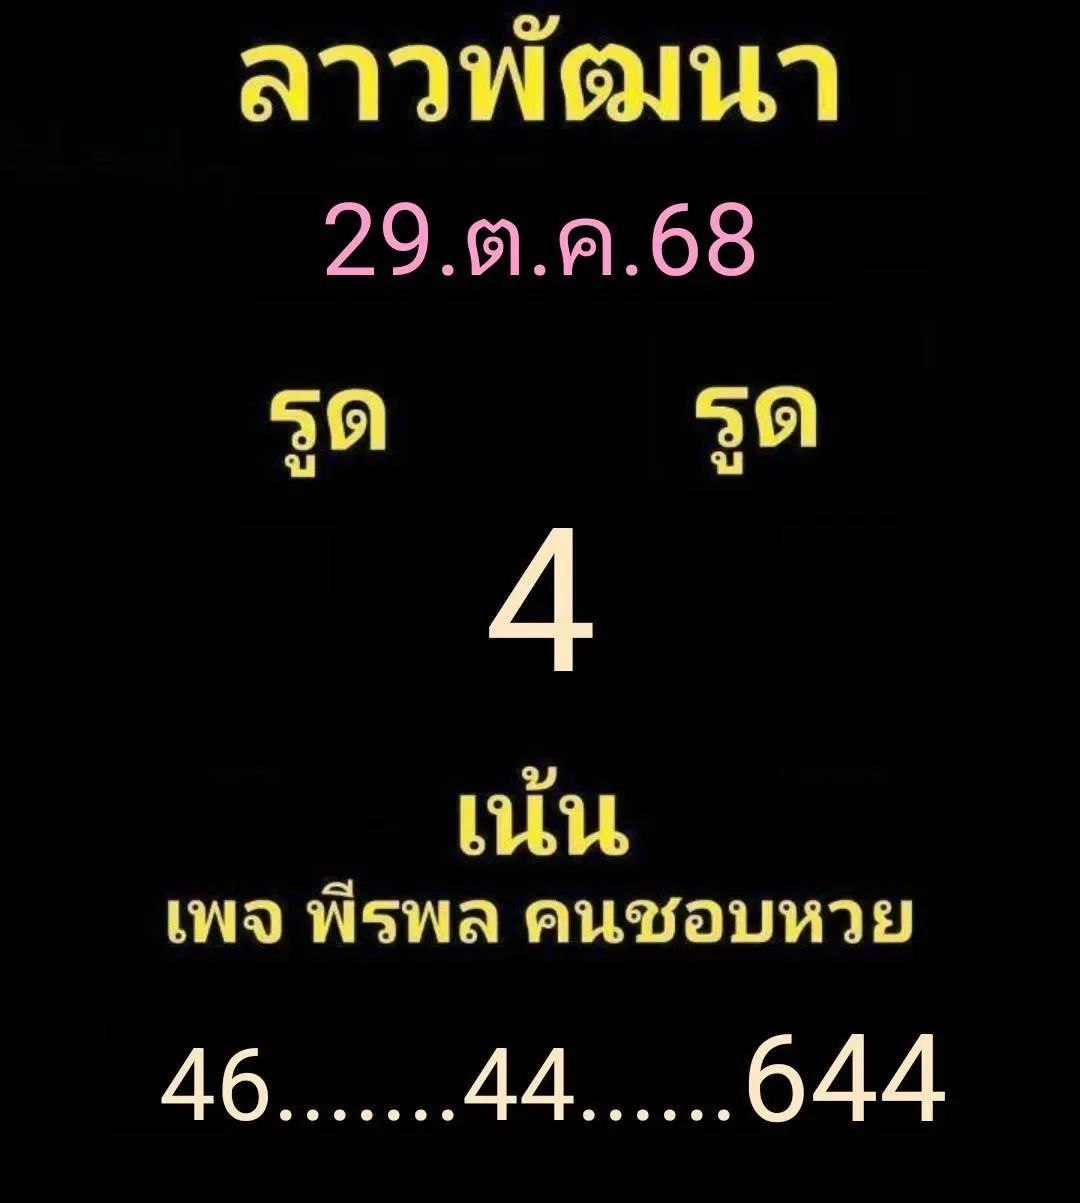 ลาวพัฒนา
29.ต.ค.68
รูด รูด
4
เน้น
เพจ พีรพล คนชอบหวย
46.......44......644